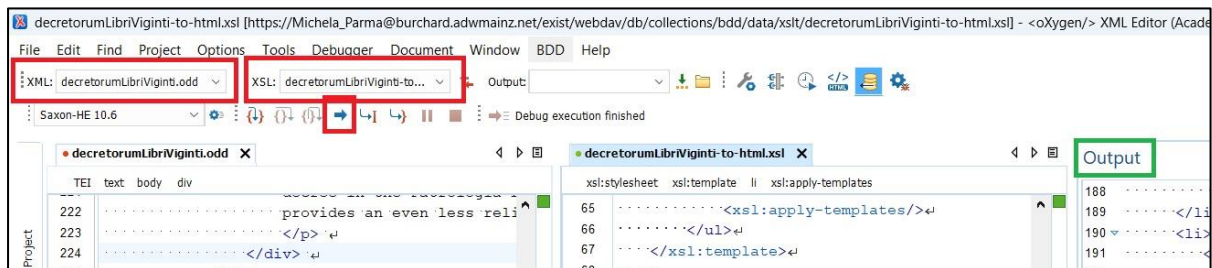 decretorumLibriViginti-to-html.xsl [https://Michela_Parma@burchard.adwmainz.net/exist/webdav/db/collections/bdd/data/xslt/decretorumLibriViginti-to-html.xsl] - <oXygen/> XML Editor (Acade
File Edit Find Project Options Tools Debugger Document Window BDD Help
XML: decretorumLibriViginti.odd XSL: decretorumLibriViginti-to... Output:
Saxon-HE 10.6 Debug execution finished
decretorumLibriViginti.odd decretorumLibriViginti-to-html.xsl Output
TEI text body div xsl:stylesheet xsl:template li xsl:apply-templates
222 provides an even less reli
223 </p>
224 </div>
65 <xsl:apply-templates/>
66 </ul>
67 </xsl:template>
188
189 </li
190 <li>
191
Project